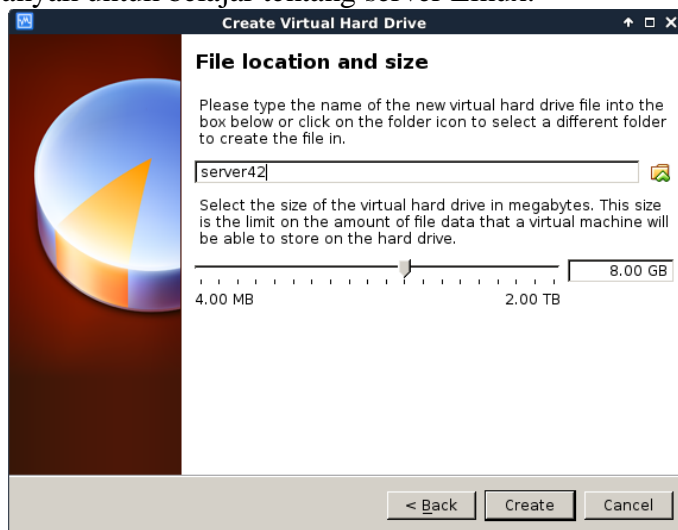 untuk belajar tentang server
Create Virtual Hard Drive
File location and size
Please type the name of the new virtual hard drive file into the
box below or click on the folder icon to select a different folder
to create the file in.
server42
Select the size of the virtual hard drive in megabytes. This size
is the limit on the amount of file data that a virtual machine will
be able to store on the hard drive.
8.00 GB
4.00 MB 2.00 TB
< Back Create Cancel